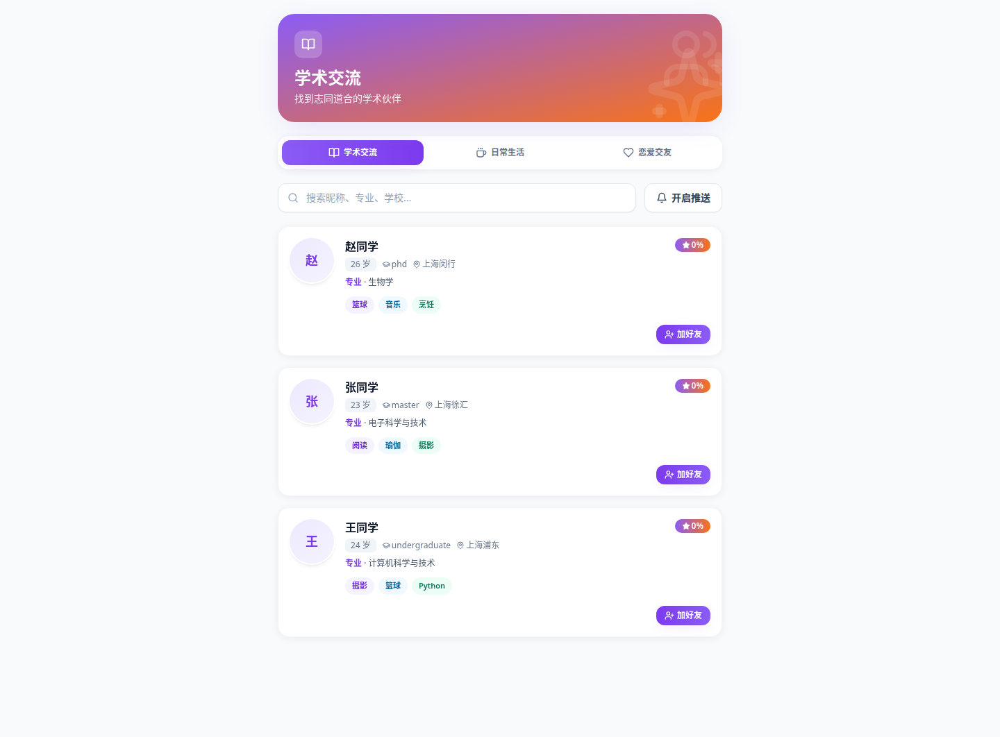 学术交流
找到志同道合的学术伙伴
学术交流 日常生活 恋爱交友
搜索昵称、专业、学校... 开启推送
赵 赵同学 0%
26 岁 phd 上海闵行
专业 · 生物学
篮球 音乐 烹饪
加好友
张 张同学 0%
23 岁 master 上海徐汇
专业 · 电子科学与技术
阅读 瑜伽 摄影
加好友
王 王同学 0%
24 岁 undergraduate 上海浦东
专业 · 计算机科学与技术
摄影 篮球 Python
加好友